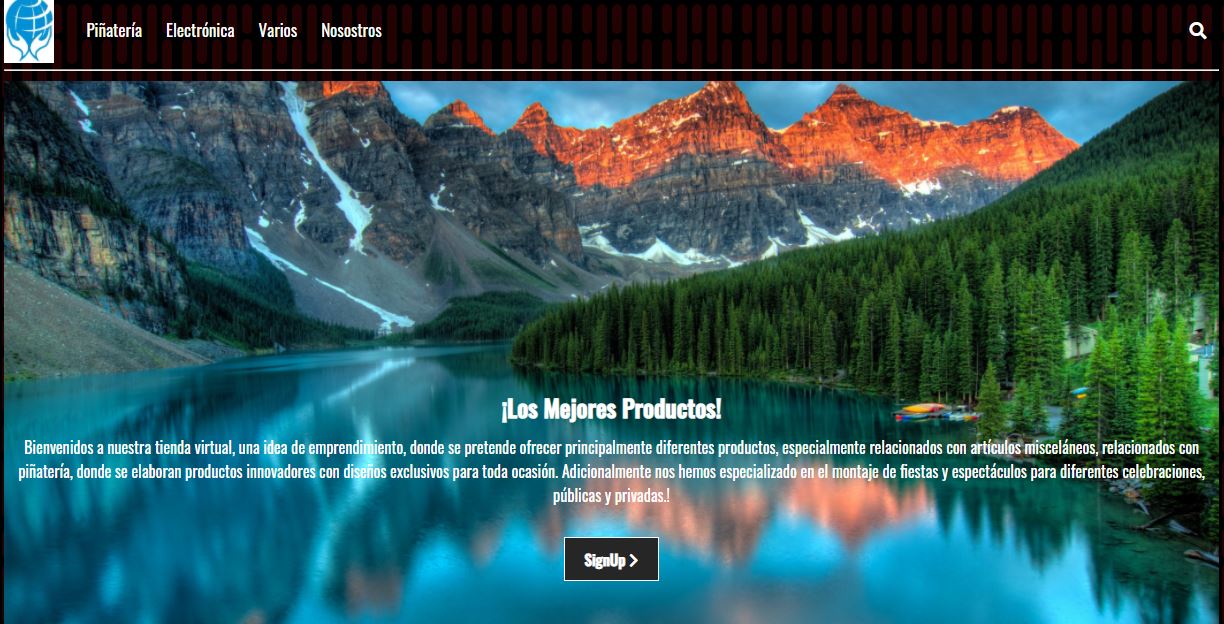 Piñatería Electrónica Varios Nosostros
¡Los Mejores Productos!
Bienvenidos a nuestra tienda virtual, una idea de emprendimiento, donde se pretende ofrecer principalmente diferentes productos, especialmente relacionados con artículos misceláneos, relacionados con
piñatería, donde se elaboran productos innovadores con diseños exclusivos para toda ocasión. Adicionalmente nos hemos especializado en el montaje de fiestas y espectáculos para diferentes celebraciones,
públicas y privadas.!
SignUp